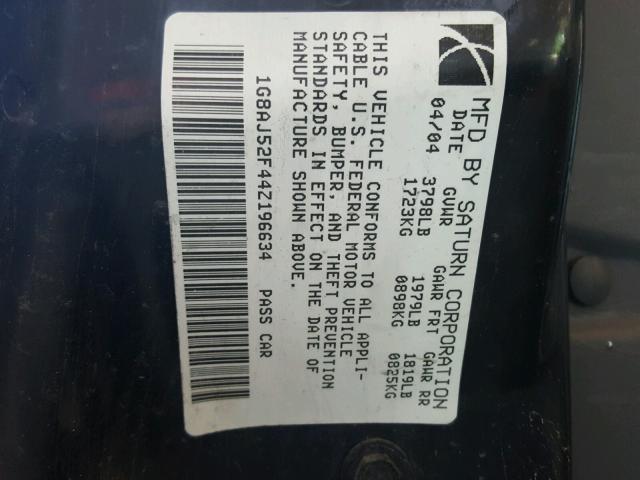 MFD BY SATURN CORPORATION
DATE GVWR GAWR FRT GAWR RR
04/04 3798LB 1979LB 1819LB
1723KG 0898KG 0825KG
THIS VEHICLE CONFORMS TO ALL APPLI-
CABLE U.S. FEDERAL MOTOR VEHICLE
SAFETY, BUMPER, AND THEFT PREVENTION
STANDARDS IN EFFECT ON THE DATE OF
MANUFACTURE SHOWN ABOVE.
1G8AJ52F44Z196634 PASS CAR